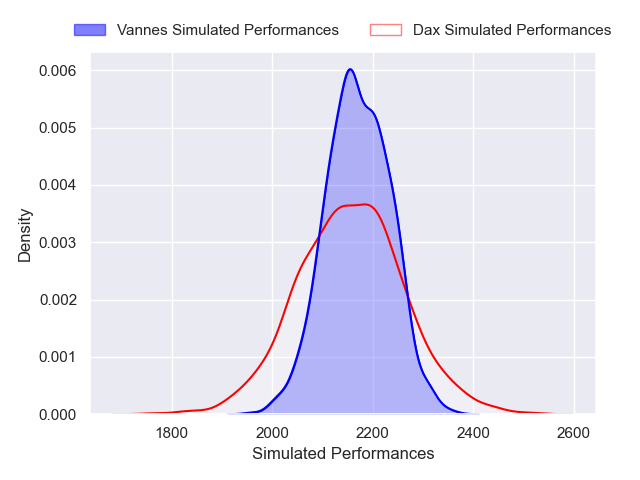 Vannes Simulated Performances Dax Simulated Performances
0.006
0.005
0.004
0.003
0.002
0.001
0.000
Density
1800 2000 2200 2400 2600
Simulated Performances